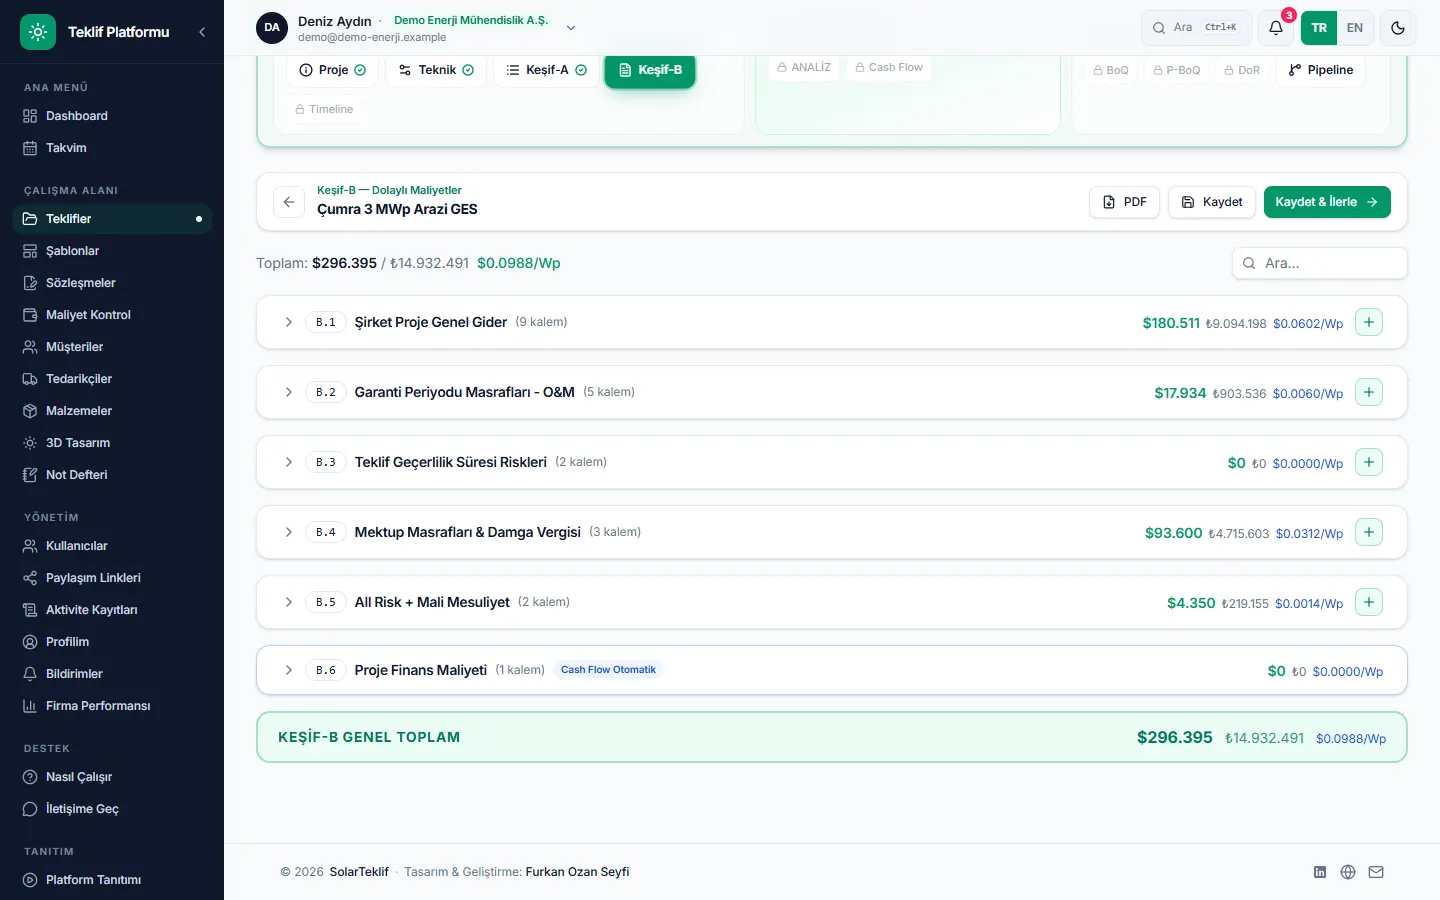 Teklif Platformu
ANA MENÜ
Dashboard
Takvim
ÇALIŞMA ALANI
Teklifler
Şablonlar
Sözleşmeler
Maliyet Kontrol
Müşteriler
Tedarikçiler
Malzemeler
3D Tasarım
Not Defteri
YÖNETİM
Kullanıcılar
Paylaşım Linkleri
Aktivite Kayıtları
Profilim
Bildirimler
Firma Performansı
DESTEK
Nasıl Çalışır
İletişime Geç
TANITIM
Platform Tanıtımı
DA Deniz Aydın · Demo Enerji Mühendislik A.Ş.
demo@demo-enerji.example
Ara Ctrl+K 3 TR EN
Proje Teknik Keşif-A Keşif-B ANALİZ Cash Flow BoQ P-BoQ DoR Pipeline
Timeline
Keşif-B — Dolaylı Maliyetler
Çumra 3 MWp Arazi GES
PDF Kaydet Kaydet & İlerle
Toplam: $296.395 / ₺14.932.491 $0.0988/Wp Ara...
B.1 Şirket Proje Genel Gider (9 kalem) $180.511 ₺9.094.198 $0.0602/Wp +
B.2 Garanti Periyodu Masrafları - O&M (5 kalem) $17.934 ₺903.536 $0.0060/Wp +
B.3 Teklif Geçerlilik Süresi Riskleri (2 kalem) $0 ₺0 $0.0000/Wp +
B.4 Mektup Masrafları & Damga Vergisi (3 kalem) $93.600 ₺4.715.603 $0.0312/Wp +
B.5 All Risk + Mali Mesuliyet (2 kalem) $4.350 ₺219.155 $0.0014/Wp +
B.6 Proje Finans Maliyeti (1 kalem) Cash Flow Otomatik $0 ₺0 $0.0000/Wp
KEŞİF-B GENEL TOPLAM $296.395 ₺14.932.491 $0.0988/Wp
© 2026 SolarTeklif · Tasarım & Geliştirme: Furkan Ozan Seyfi